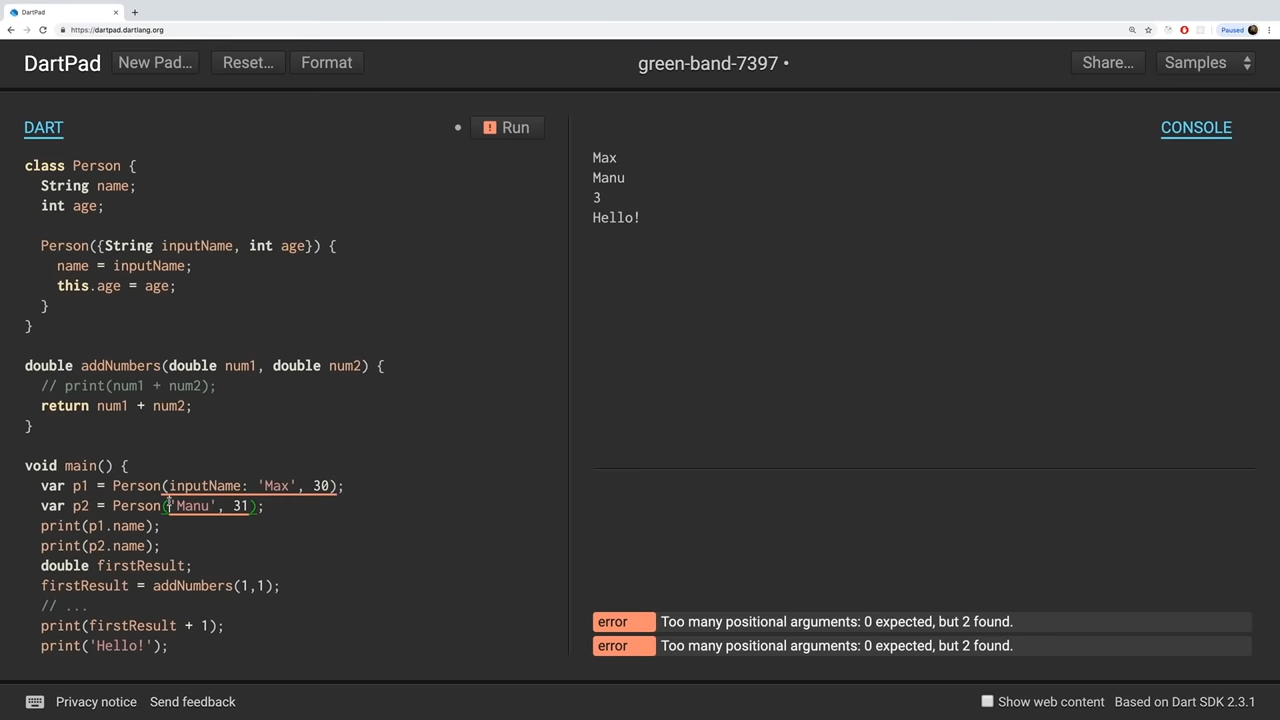 DartPad
https://dartpad.dartlang.org
Paused
DartPad
New Pad…
Reset…
Format
green-band-7397 •
Share…
Samples
DART
Run
CONSOLE
class Person {
  String name;
  int age;

  Person({String inputName, int age}) {
    name = inputName;
    this.age = age;
  }
}

double addNumbers(double num1, double num2) {
  // print(num1 + num2);
  return num1 + num2;
}

void main() {
  var p1 = Person(inputName: 'Max', 30);
  var p2 = Person('Manu', 31);
  print(p1.name);
  print(p2.name);
  double firstResult;
  firstResult = addNumbers(1,1);
  // ...
  print(firstResult + 1);
  print('Hello!');
Max
Manu
3
Hello!
error Too many positional arguments: 0 expected, but 2 found.
error Too many positional arguments: 0 expected, but 2 found.
Privacy notice
Send feedback
Show web content
Based on Dart SDK 2.3.1